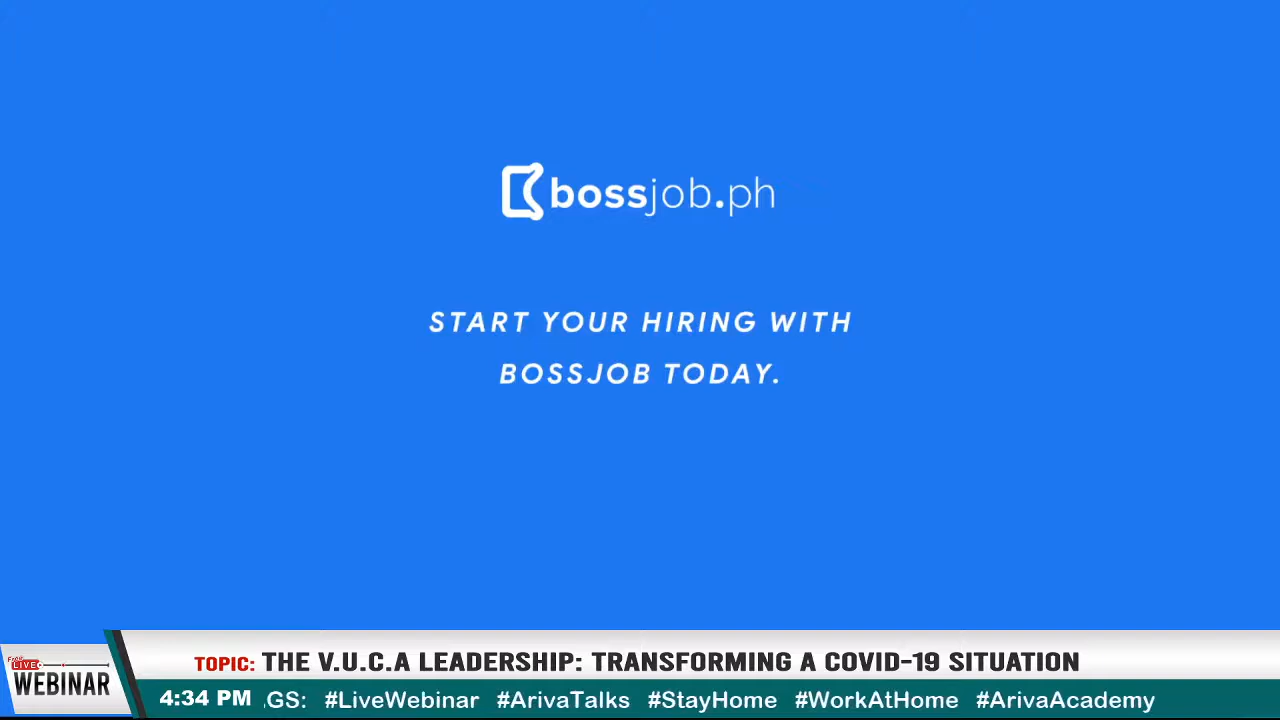 bossjob.ph
START YOUR HIRING WITH
BOSSJOB TODAY.
Free
LIVE
WEBINAR
TOPIC: THE V.U.C.A LEADERSHIP: TRANSFORMING A COVID-19 SITUATION
4:34 PM GS: #LiveWebinar #ArivaTalks #StayHome #WorkAtHome #ArivaAcademy